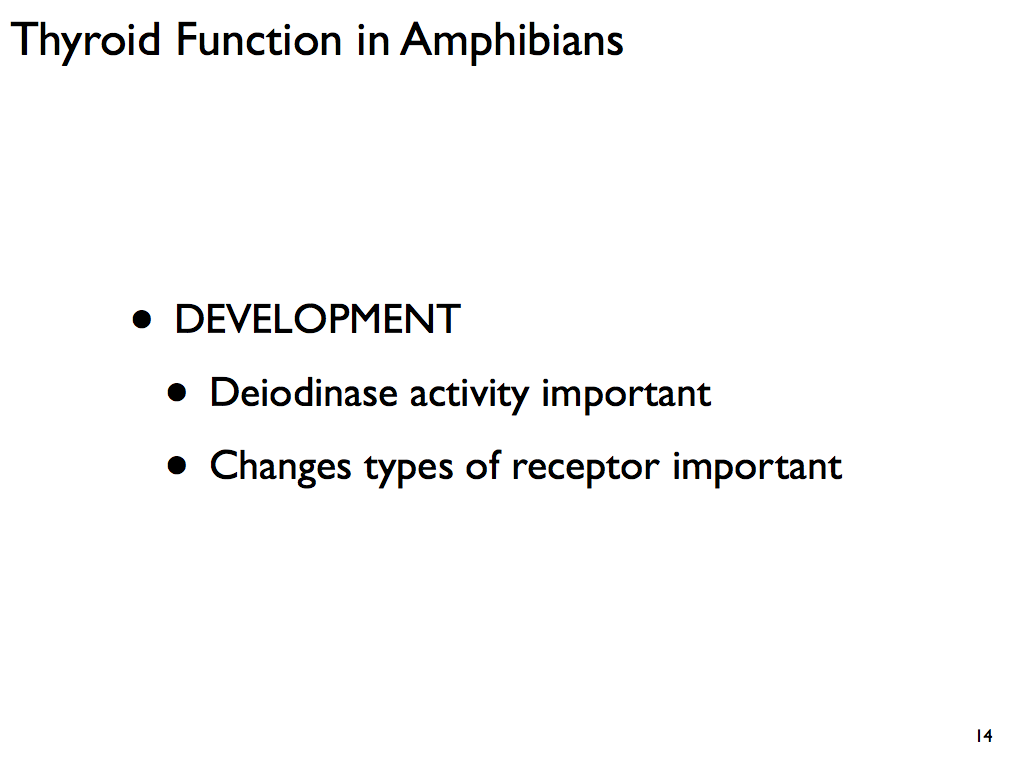 Thyroid Function in Amphibians
• DEVELOPMENT
• Deiodinase activity important
• Changes types of receptor important
14